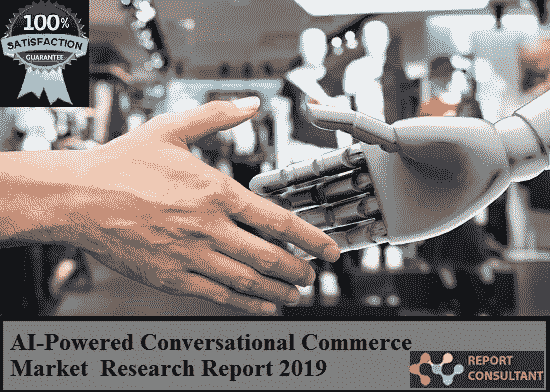 100%
SATISFACTION
GUARANTEE
AI-Powered Conversational Commerce
Market Research Report 2019
REPORT
CONSULTANT